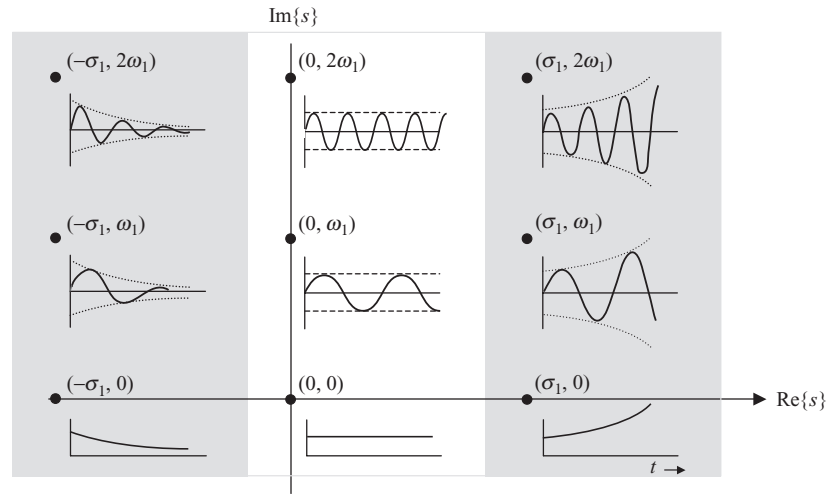 Im{s}
(−σ₁, 2ω₁) (0, 2ω₁) (σ₁, 2ω₁)
(−σ₁, ω₁) (0, ω₁) (σ₁, ω₁)
(−σ₁, 0) (0, 0) (σ₁, 0)
Re{s}
t →